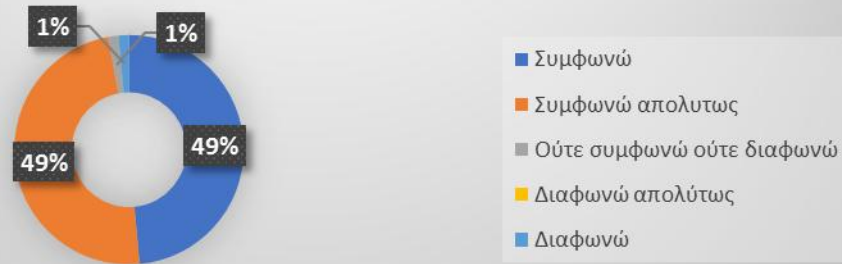 1%
1%
49%
49%
Συμφωνώ
Συμφωνώ απολυτως
Ούτε συμφωνώ ούτε διαφωνώ
Διαφωνώ απολύτως
Διαφωνώ